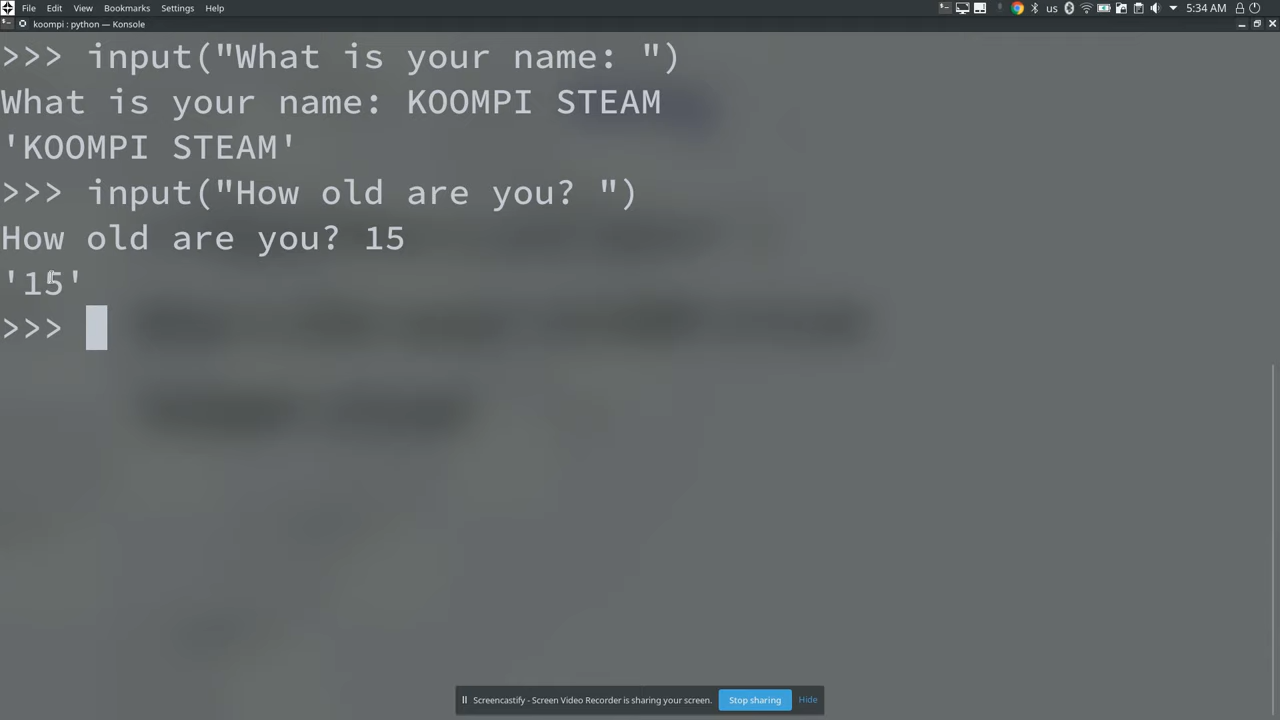 File Edit View Bookmarks Settings Help
us 5:34 AM
koompi : python — Konsole
>>> input("What is your name: ")
What is your name: KOOMPI STEAM
'KOOMPI STEAM'
>>> input("How old are you? ")
How old are you? 15
'15'
>>>
Screencastify - Screen Video Recorder is sharing your screen. Stop sharing Hide